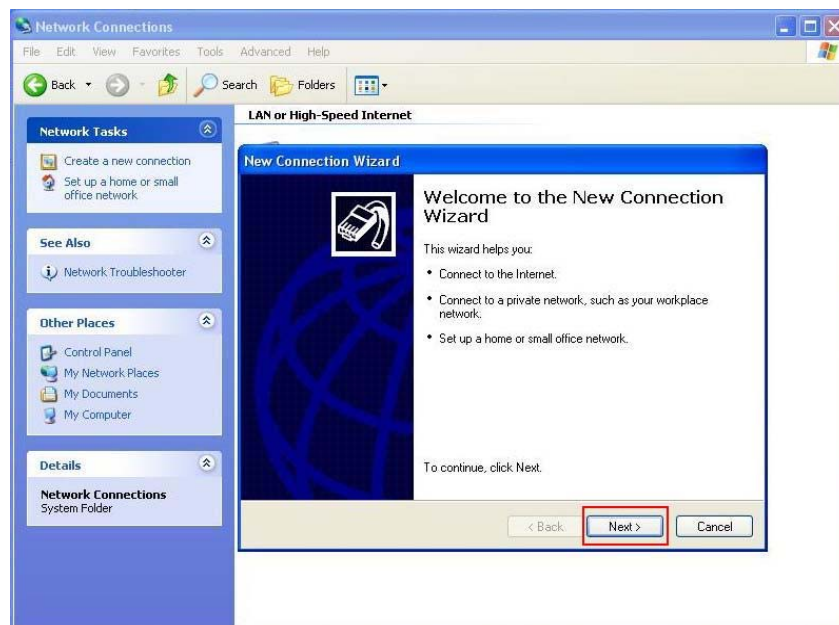 Network Connections
File Edit View Favorites Tools Advanced Help
Back Search Folders
LAN or High-Speed Internet
Network Tasks
Create a new connection
Set up a home or small
office network
See Also
Network Troubleshooter
Other Places
Control Panel
My Network Places
My Documents
My Computer
Details
Network Connections
System Folder
New Connection Wizard
Welcome to the New Connection
Wizard
This wizard helps you:
• Connect to the Internet.
• Connect to a private network, such as your workplace
network.
• Set up a home or small office network.
To continue, click Next.
< Back Next > Cancel